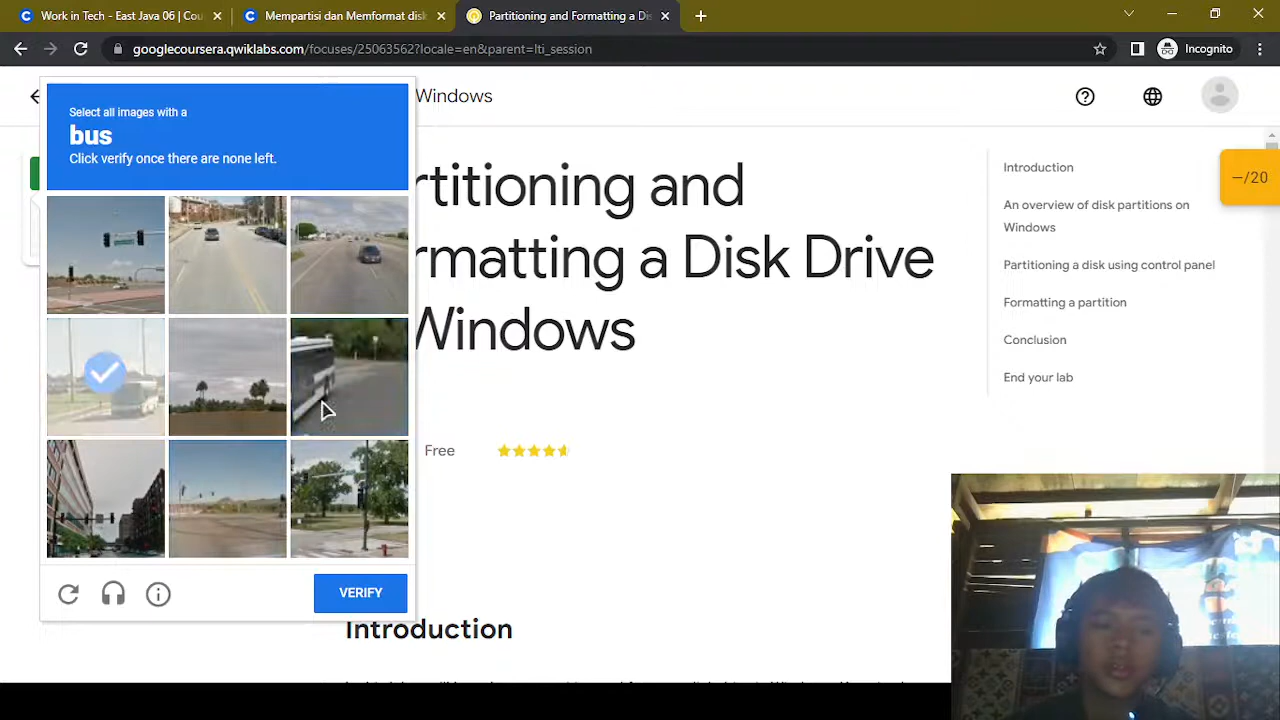 Work in Tech - East Java 06 | Cou
Mempartisi dan Memformat disk
Partitioning and Formatting a Dis
googlecoursera.qwiklabs.com/focuses/25063562?locale=en&parent=lti_session
Incognito
Windows
Select all images with a
bus
Click verify once there are none left.
VERIFY
rtitioning and
rmatting a Disk Drive
Windows
Free
Introduction
Introduction
An overview of disk partitions on
Windows
Partitioning a disk using control panel
Formatting a partition
Conclusion
End your lab
—/20